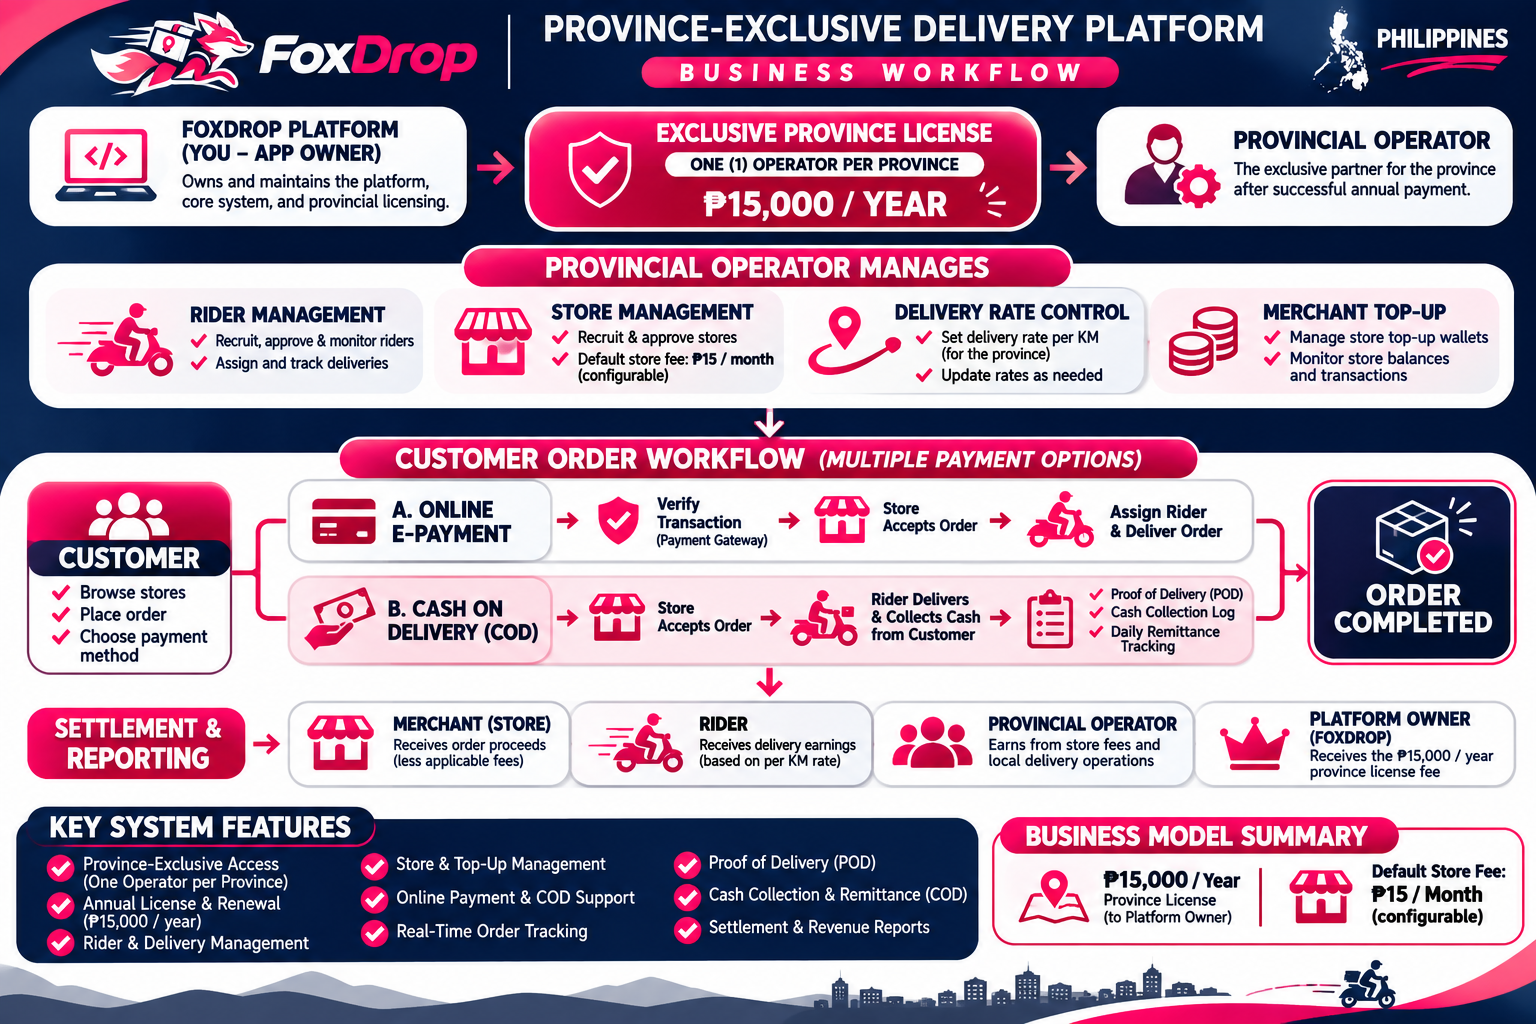 FoxDrop
PROVINCE-EXCLUSIVE DELIVERY PLATFORM
BUSINESS WORKFLOW
PHILIPPINES
FOXDROP PLATFORM
(YOU – APP OWNER)
Owns and maintains the platform,
core system, and provincial licensing.
EXCLUSIVE PROVINCE LICENSE
ONE (1) OPERATOR PER PROVINCE
₱15,000 / YEAR
PROVINCIAL OPERATOR
The exclusive partner for the province
after successful annual payment.
PROVINCIAL OPERATOR MANAGES
RIDER MANAGEMENT
Recruit, approve & monitor riders
Assign and track deliveries
STORE MANAGEMENT
Recruit & approve stores
Default store fee: ₱15 / month
(configurable)
DELIVERY RATE CONTROL
Set delivery rate per KM
(for the province)
Update rates as needed
MERCHANT TOP-UP
Manage store top-up wallets
Monitor store balances
and transactions
CUSTOMER ORDER WORKFLOW (MULTIPLE PAYMENT OPTIONS)
CUSTOMER
Browse stores
Place order
Choose payment
method
A. ONLINE
E-PAYMENT
Verify
Transaction
(Payment Gateway)
Store
Accepts Order
Assign Rider
& Deliver Order
B. CASH ON
DELIVERY (COD)
Store
Accepts Order
Rider Delivers
& Collects Cash
from Customer
Proof of Delivery (POD)
Cash Collection Log
Daily Remittance
Tracking
ORDER
COMPLETED
SETTLEMENT &
REPORTING
MERCHANT (STORE)
Receives order proceeds
(less applicable fees)
RIDER
Receives delivery earnings
(based on per KM rate)
PROVINCIAL OPERATOR
Earns from store fees and
local delivery operations
PLATFORM OWNER
(FOXDROP)
Receives the ₱15,000 / year
province license fee
KEY SYSTEM FEATURES
Province-Exclusive Access
(One Operator per Province)
Annual License & Renewal
(₱15,000 / year)
Rider & Delivery Management
Store & Top-Up Management
Online Payment & COD Support
Real-Time Order Tracking
Proof of Delivery (POD)
Cash Collection & Remittance (COD)
Settlement & Revenue Reports
BUSINESS MODEL SUMMARY
₱15,000 / Year
Province License
(to Platform Owner)
Default Store Fee:
₱15 / Month
(configurable)